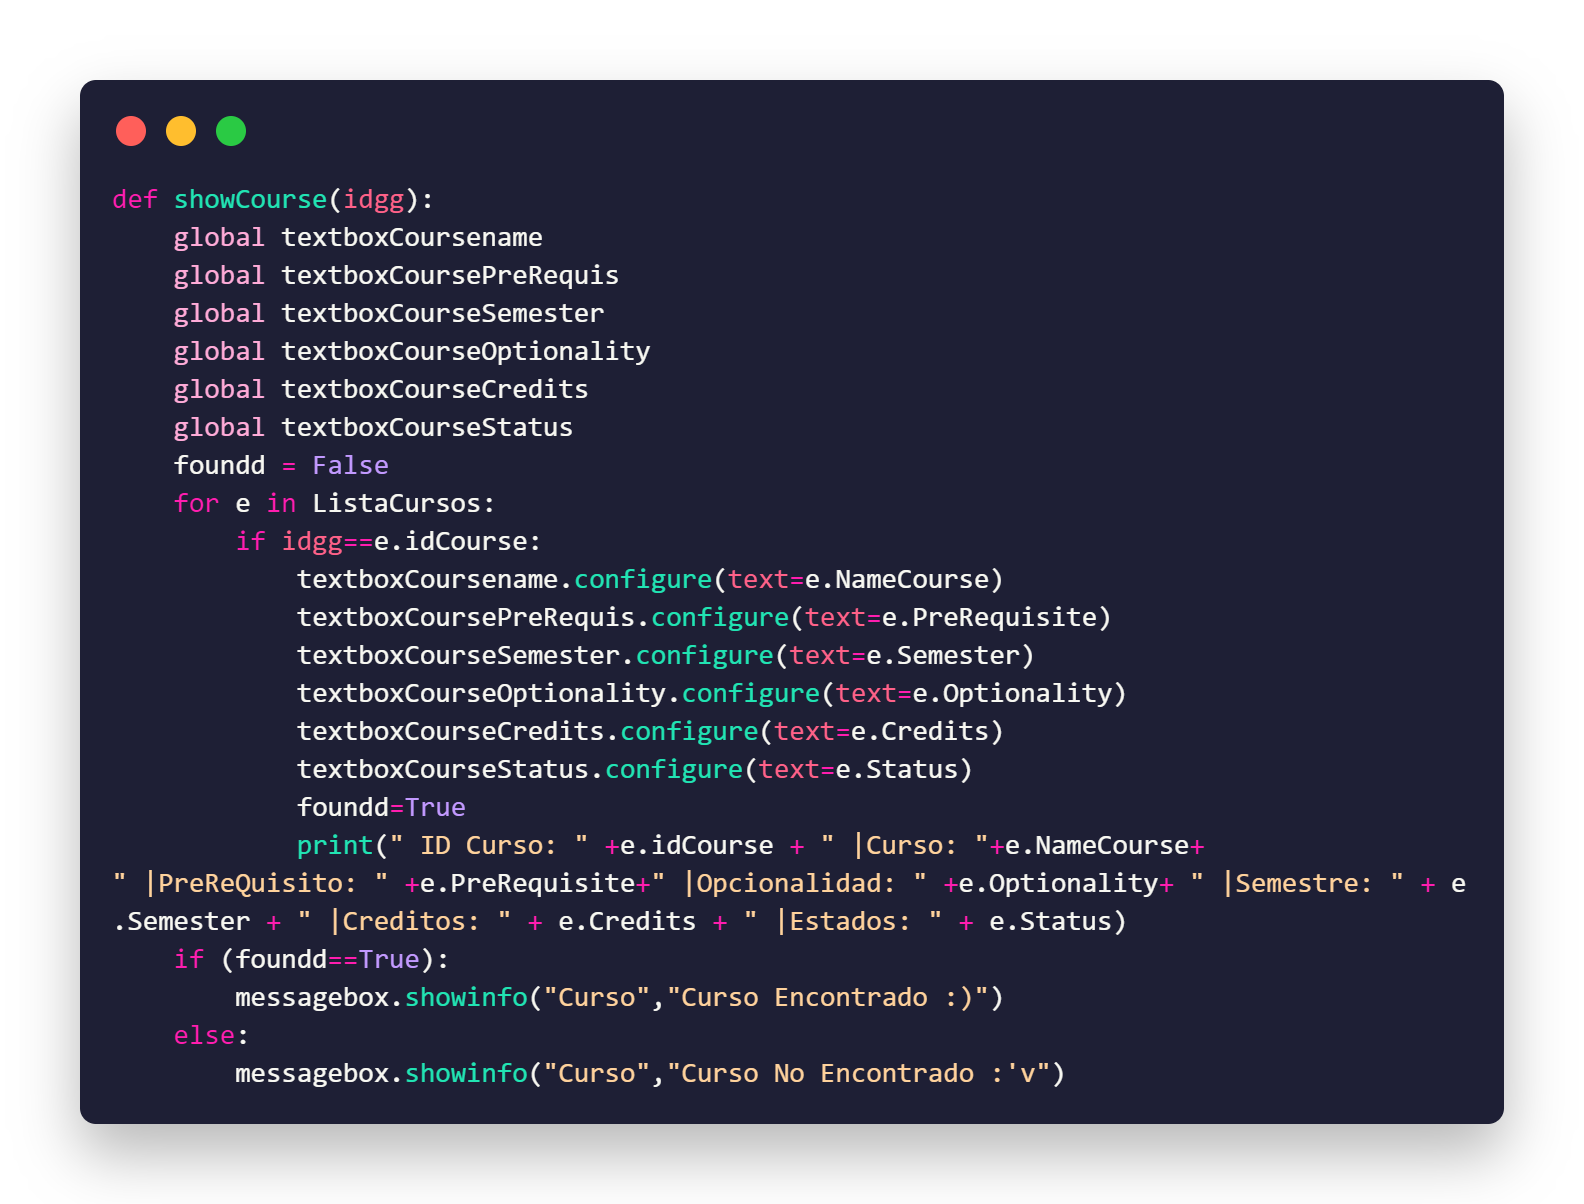 def showCourse(idgg):
    global textboxCoursename
    global textboxCoursePreRequis
    global textboxCourseSemester
    global textboxCourseOptionality
    global textboxCourseCredits
    global textboxCourseStatus
    foundd = False
    for e in ListaCursos:
        if idgg==e.idCourse:
            textboxCoursename.configure(text=e.NameCourse)
            textboxCoursePreRequis.configure(text=e.PreRequisite)
            textboxCourseSemester.configure(text=e.Semester)
            textboxCourseOptionality.configure(text=e.Optionality)
            textboxCourseCredits.configure(text=e.Credits)
            textboxCourseStatus.configure(text=e.Status)
            foundd=True
            print(" ID Curso: " +e.idCourse + " |Curso: "+e.NameCourse+
" |PreReQuisito: " +e.PreRequisite+" |Opcionalidad: " +e.Optionality+ " |Semestre: " + e
.Semester + " |Creditos: " + e.Credits + " |Estados: " + e.Status)
    if (foundd==True):
        messagebox.showinfo("Curso","Curso Encontrado :)")
    else:
        messagebox.showinfo("Curso","Curso No Encontrado :'v")